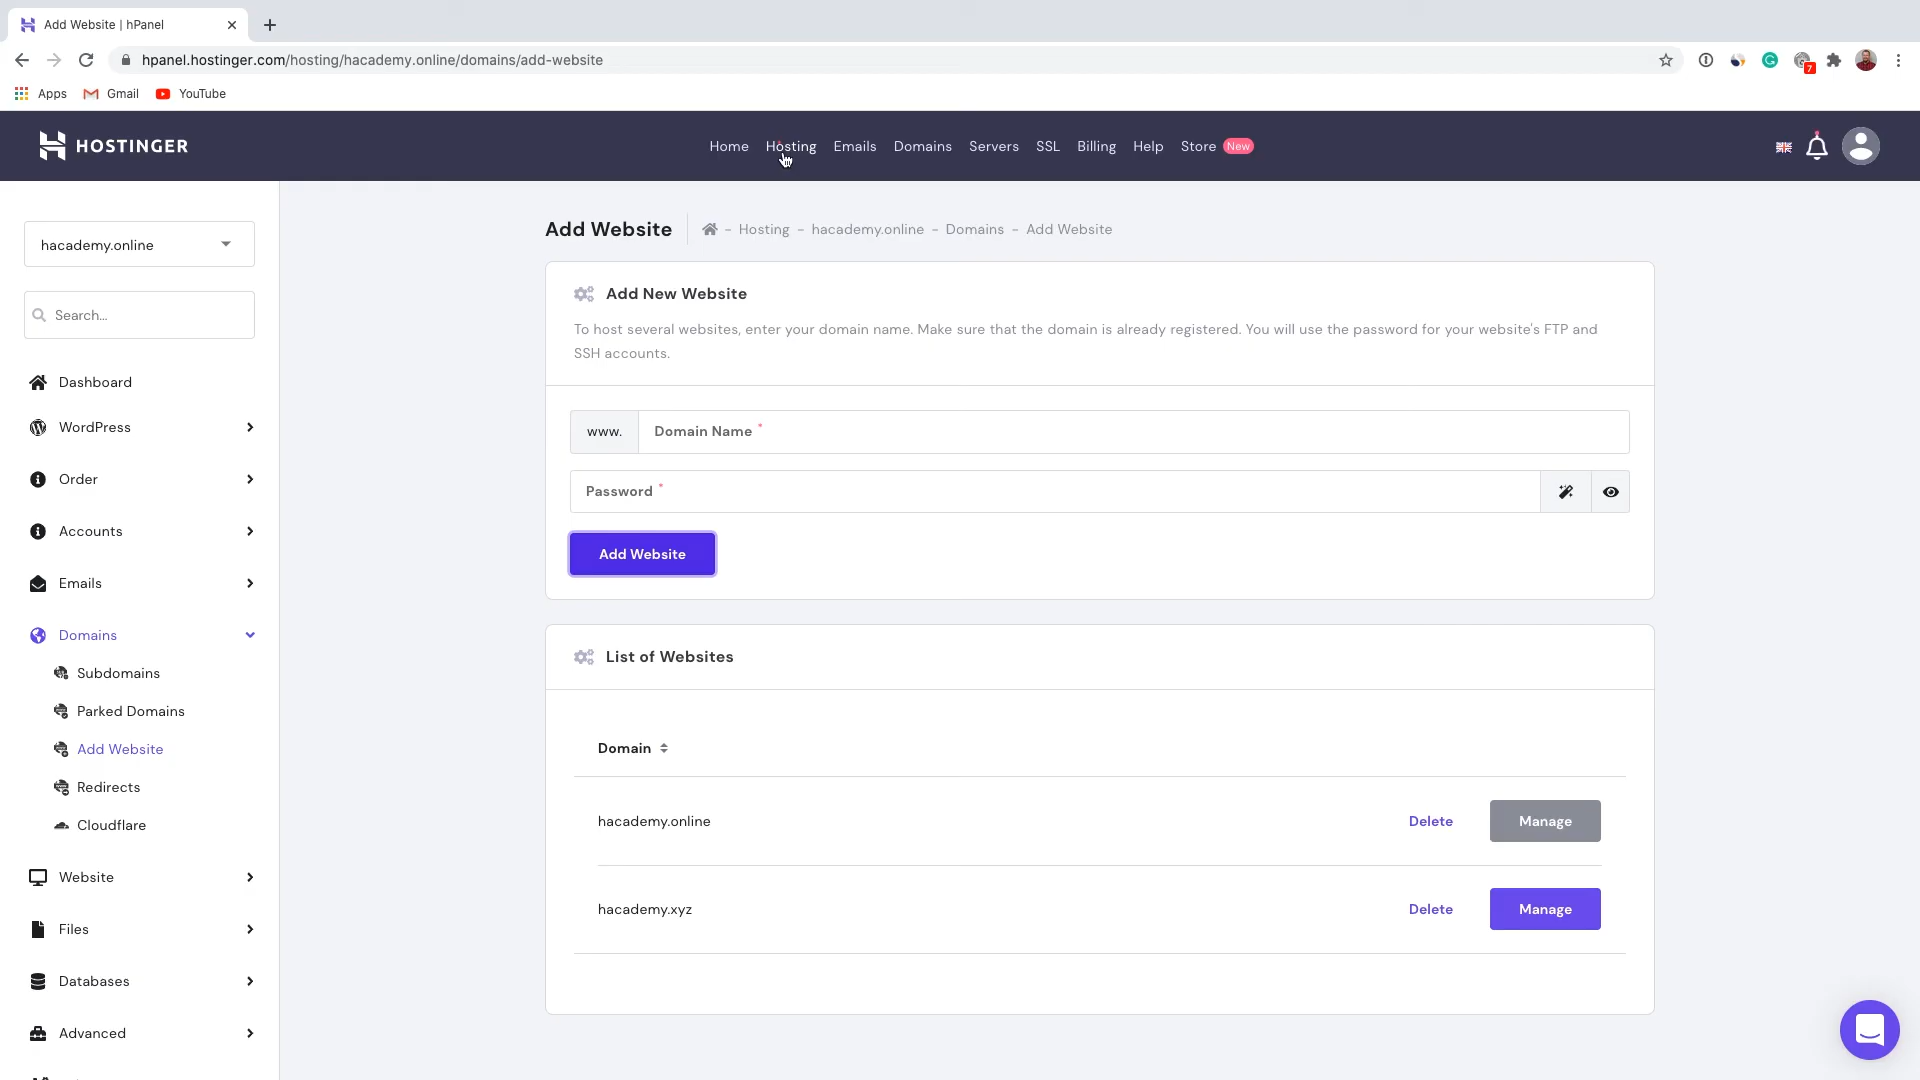 Add Website | hPanel
hpanel.hostinger.com/hosting/hacademy.online/domains/add-website
7
Apps
Gmail
YouTube
HOSTINGER
Home
Hosting
Emails
Domains
Servers
SSL
Billing
Help
Store
New
hacademy.online
Search...
Dashboard
WordPress
Order
Accounts
Emails
Domains
Subdomains
Parked Domains
Add Website
Redirects
Cloudflare
Website
Files
Databases
Advanced
Add Website
- Hosting - hacademy.online - Domains - Add Website
Add New Website
To host several websites, enter your domain name. Make sure that the domain is already registered. You will use the password for your website's FTP and
SSH accounts.
www.
Domain Name *
Password *
Add Website
List of Websites
Domain
hacademy.online
Delete
Manage
hacademy.xyz
Delete
Manage